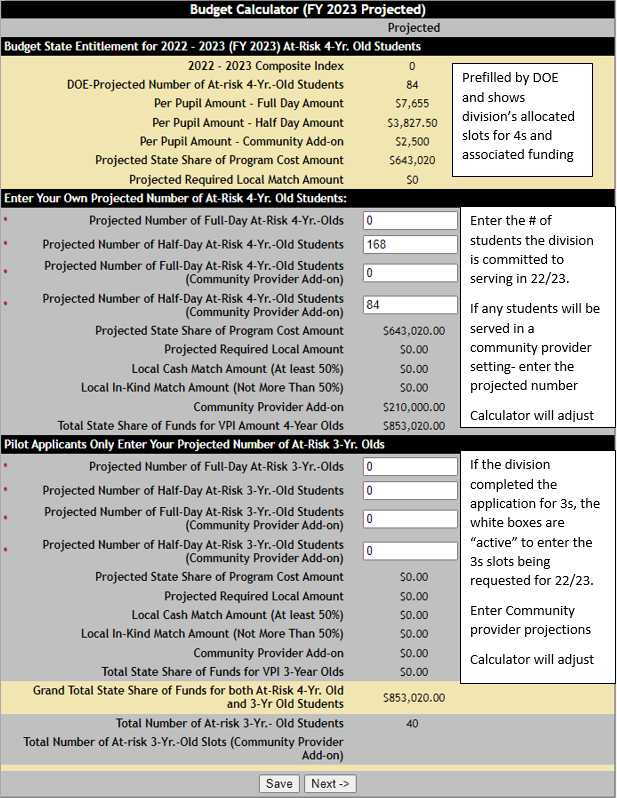 Budget Calculator (FY 2023 Projected)
Projected
Budget State Entitlement for 2022 - 2023 (FY 2023) At-Risk 4-Yr. Old Students
2022 - 2023 Composite Index 0
DOE-Projected Number of At-risk 4-Yr.-Old Students 84
Per Pupil Amount - Full Day Amount $7,655
Per Pupil Amount - Half Day Amount $3,827.50
Per Pupil Amount - Community Add-on $2,500
Projected State Share of Program Cost Amount $643,020
Projected Required Local Match Amount $0
Prefilled by DOE
and shows
division's allocated
slots for 4s and
associated funding
Enter Your Own Projected Number of At-Risk 4-Yr. Old Students:
* Projected Number of Full-Day At-Risk 4-Yr.-Olds 0
* Projected Number of Half-Day At-Risk 4-Yr.-Old Students 168
* Projected Number of Full-Day At-Risk 4-Yr.-Old Students
(Community Provider Add-on) 0
* Projected Number of Half-Day At-Risk 4-Yr.-Old Students
(Community Provider Add-on) 84
Projected State Share of Program Cost Amount $643,020.00
Projected Required Local Amount $0.00
Local Cash Match Amount (At least 50%) $0.00
Local In-Kind Match Amount (Not More Than 50%) $0.00
Community Provider Add-on $210,000.00
Total State Share of Funds for VPI Amount 4-Year Olds $853,020.00
Enter the # of
students the division
is committed to
serving in 22/23.
If any students will be
served in a
community provider
setting- enter the
projected number
Calculator will adjust
Pilot Applicants Only Enter Your Projected Number of At-Risk 3-Yr. Olds
* Projected Number of Full-Day At-Risk 3-Yr.-Olds 0
* Projected Number of Half-Day At-Risk 3-Yr.-Old Students 0
* Projected Number of Full-Day At-Risk 3-Yr.-Old Students
(Community Provider Add-on) 0
* Projected Number of Half-Day At-Risk 3-Yr.-Old Students
(Community Provider Add-on) 0
Projected State Share of Program Cost Amount $0.00
Projected Required Local Amount $0.00
Local Cash Match Amount (At least 50%) $0.00
Local In-Kind Match Amount (Not More Than 50%) $0.00
Community Provider Add-on $0.00
Total State Share of Funds for VPI 3-Year Olds $0.00
If the division
completed the
application for 3s, the
white boxes are
“active” to enter the
3s slots being
requested for 22/23.
Enter Community
provider projections
Calculator will adjust
Grand Total State Share of Funds for both At-Risk 4-Yr. Old
and 3-Yr Old Students $853,020.00
Total Number of At-risk 3-Yr.- Old Students 40
Total Number of At-risk 3-Yr.-Old Slots (Community Provider
Add-on)
Save Next ->